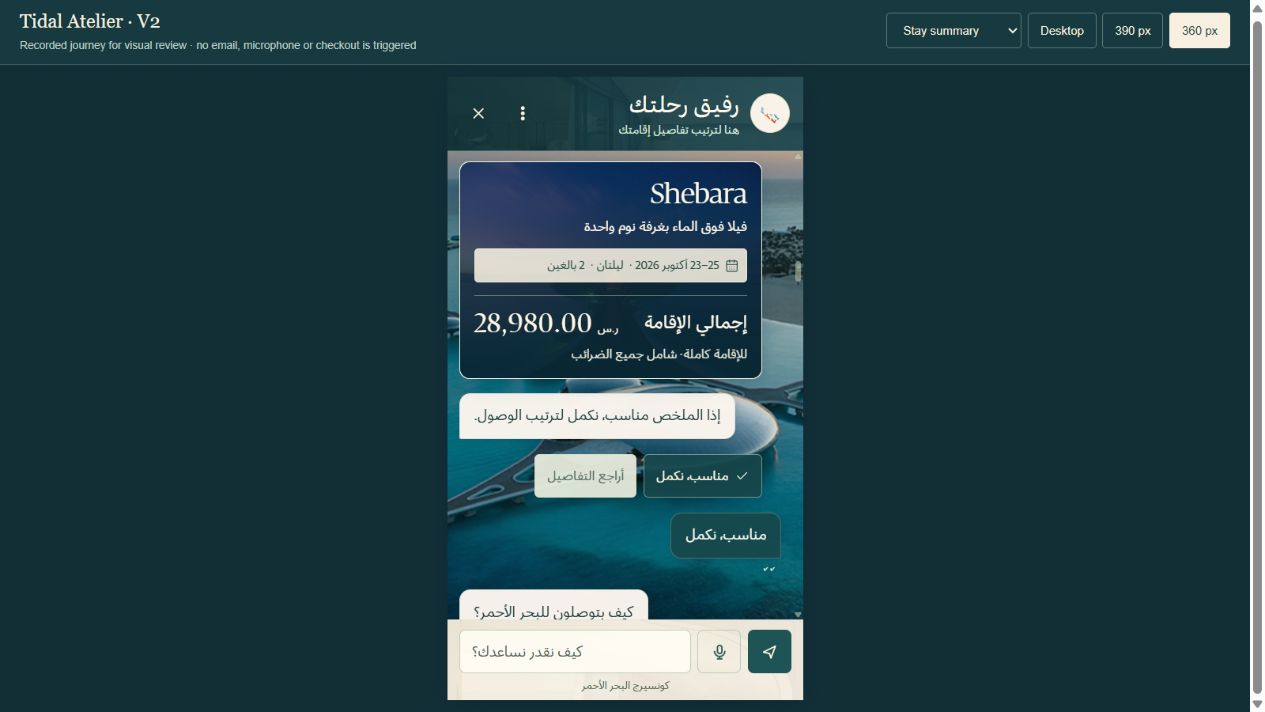 Tidal Atelier · V2
Recorded journey for visual review · no email, microphone or checkout is triggered
Stay summary
Desktop
390 px
360 px
رفيق رحلتك
هنا لترتيب تفاصيل إقامتك
Shebara
فيلا فوق الماء بغرفة نوم واحدة
23–25 أكتوبر 2026 · ليلتان · 2 بالغين
إجمالي الإقامة
ر.س 28,980.00
للإقامة كاملة · شامل جميع الضرائب
إذا الملخص مناسب، نكمل لترتيب الوصول.
مناسب، نكمل
أراجع التفاصيل
مناسب، نكمل
كيف بتوصلون للبحر الأحمر؟
كيف نقدر نساعدك؟
كونسيرج البحر الأحمر